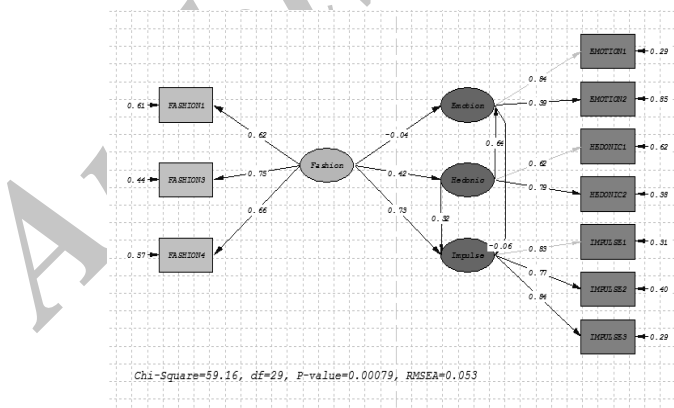 0.29
EMOTION1
0.84
0.61
FASHION1
0.39
EMOTION2
0.85
Emotion
0.62
-0.04
0.64
HEDONIC1
0.62
0.62
0.44
FASHION3
0.75
Fashion
0.42
Hedonic
0.79
HEDONIC2
0.38
0.66
0.73
0.32
0.57
FASHION4
-0.06
0.83
IMPULSE1
0.31
Impulse
0.77
IMPULSE2
0.40
0.84
IMPULSE3
0.29
Chi-Square=59.16, df=29, P-value=0.00079, RMSEA=0.053